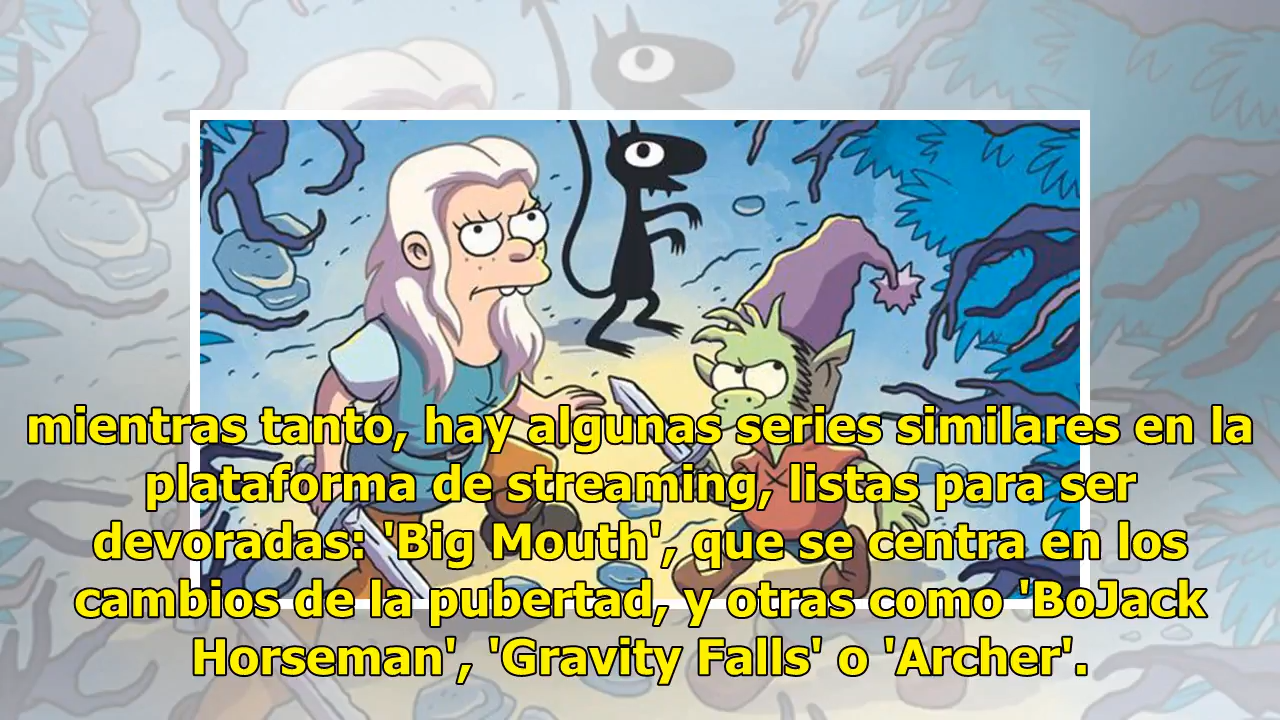 mientras tanto, hay algunas series similares en la
plataforma de streaming, listas para ser
devoradas: 'Big Mouth', que se centra en los
cambios de la pubertad, y otras como 'BoJack
Horseman', 'Gravity Falls' o 'Archer'.